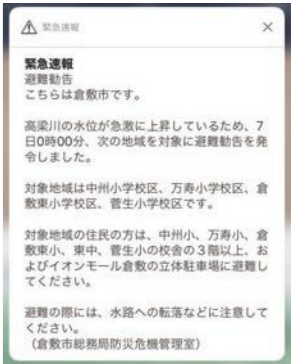 緊急速報
緊急速報
避難勧告
こちらは倉敷市です。
高梁川の水位が急激に上昇しているため、7
日0時00分、次の地域を対象に避難勧告を発
令しました。
対象地域は中州小学校区、万寿小学校区、倉
敷東小学校区、菅生小学校区です。
対象地域の住民の方は、中州小、万寿小、倉
敷東小、東中、菅生小の校舎の3階以上、お
よびイオンモール倉敷の立体駐車場に避難し
てください。
避難の際には、水路への転落などに注意して
ください。
（倉敷市総務局防災危機管理室）